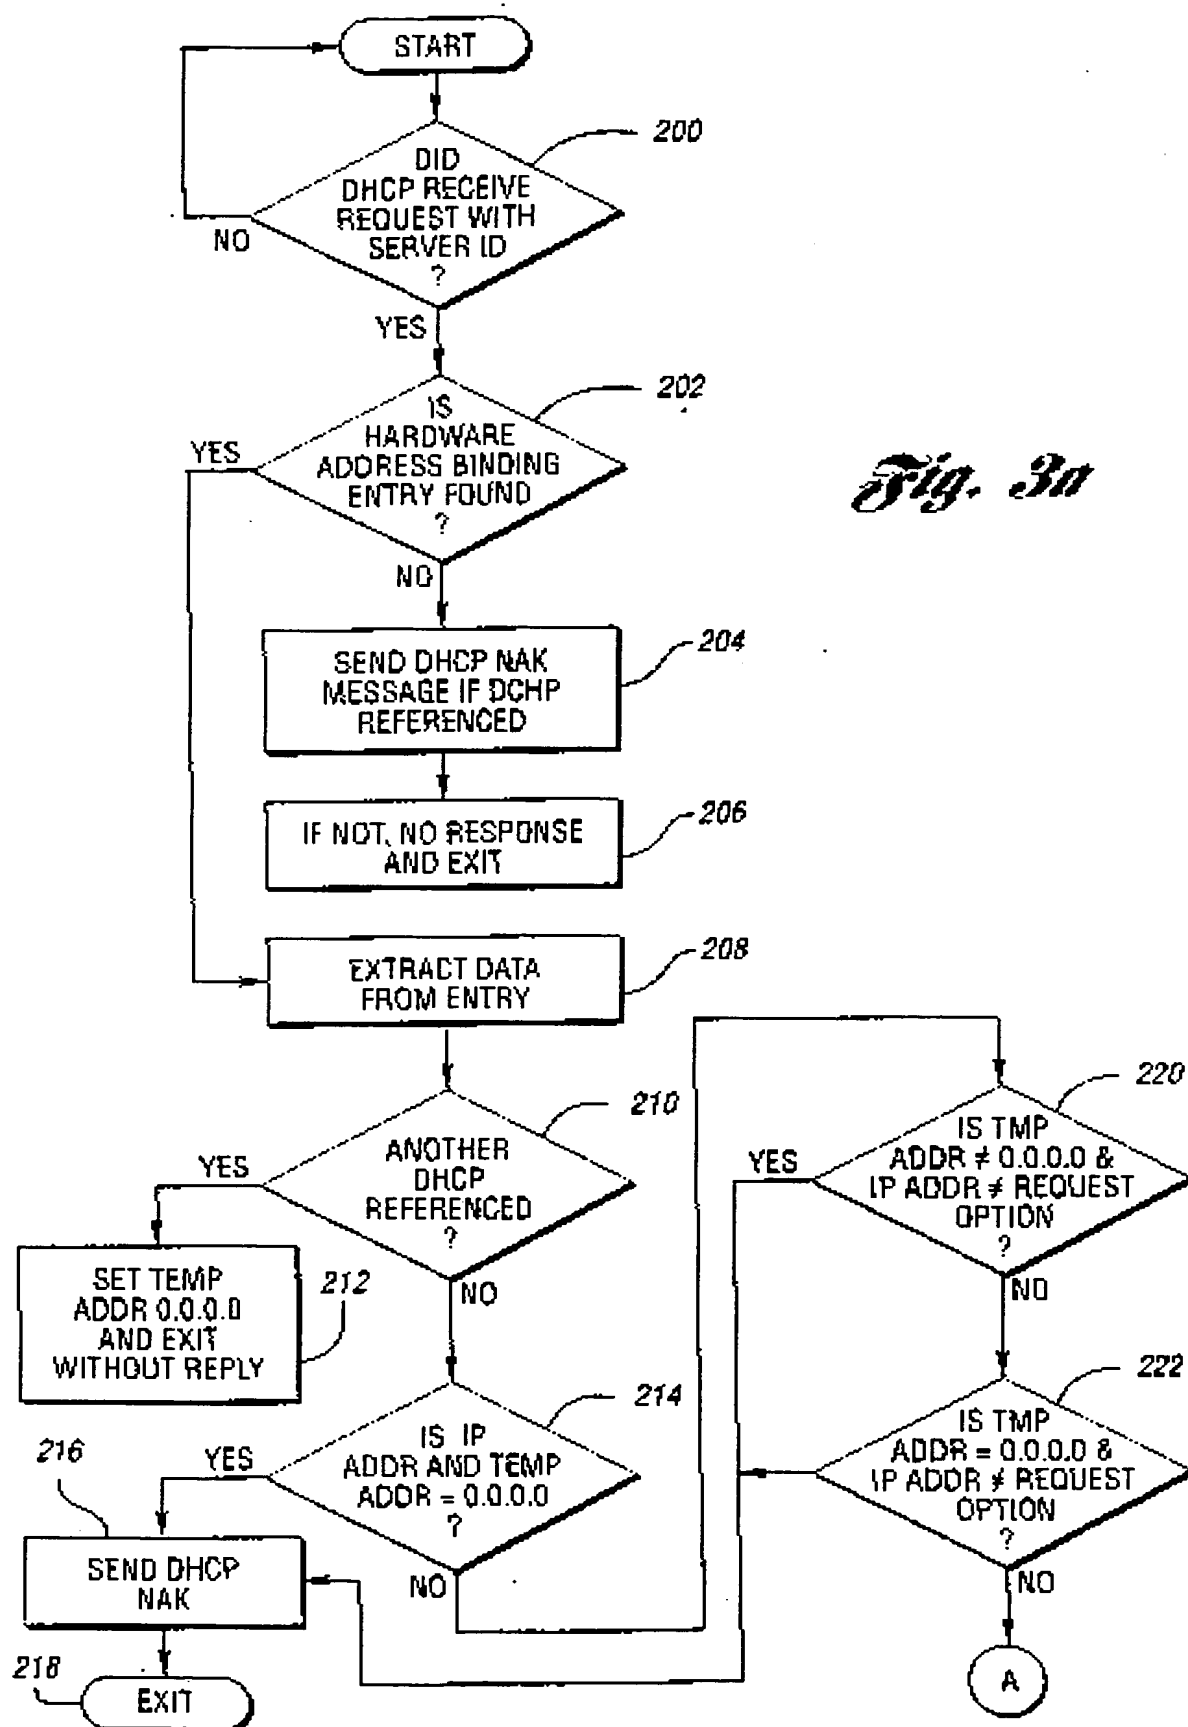 START
200
DID
DHCP RECEIVE
REQUEST WITH
SERVER ID
?
NO
YES
202
IS
HARDWARE
ADDRESS BINDING
ENTRY FOUND
?
YES
NO
Fig. 3a
204
SEND DHCP NAK
MESSAGE IF DCHP
REFERENCED
206
IF NOT, NO RESPONSE
AND EXIT
208
EXTRACT DATA
FROM ENTRY
210
ANOTHER
DHCP
REFERENCED
?
YES
NO
212
SET TEMP
ADDR 0.0.0.0
AND EXIT
WITHOUT REPLY
214
IS IP
ADDR AND TEMP
ADDR = 0.0.0.0
?
YES
NO
216
SEND DHCP
NAK
218
EXIT
220
IS TMP
ADDR ≠ 0.0.0.0 &
IP ADDR ≠ REQUEST
OPTION
?
YES
NO
222
IS TMP
ADDR = 0.0.0.0 &
IP ADDR ≠ REQUEST
OPTION
?
NO
A